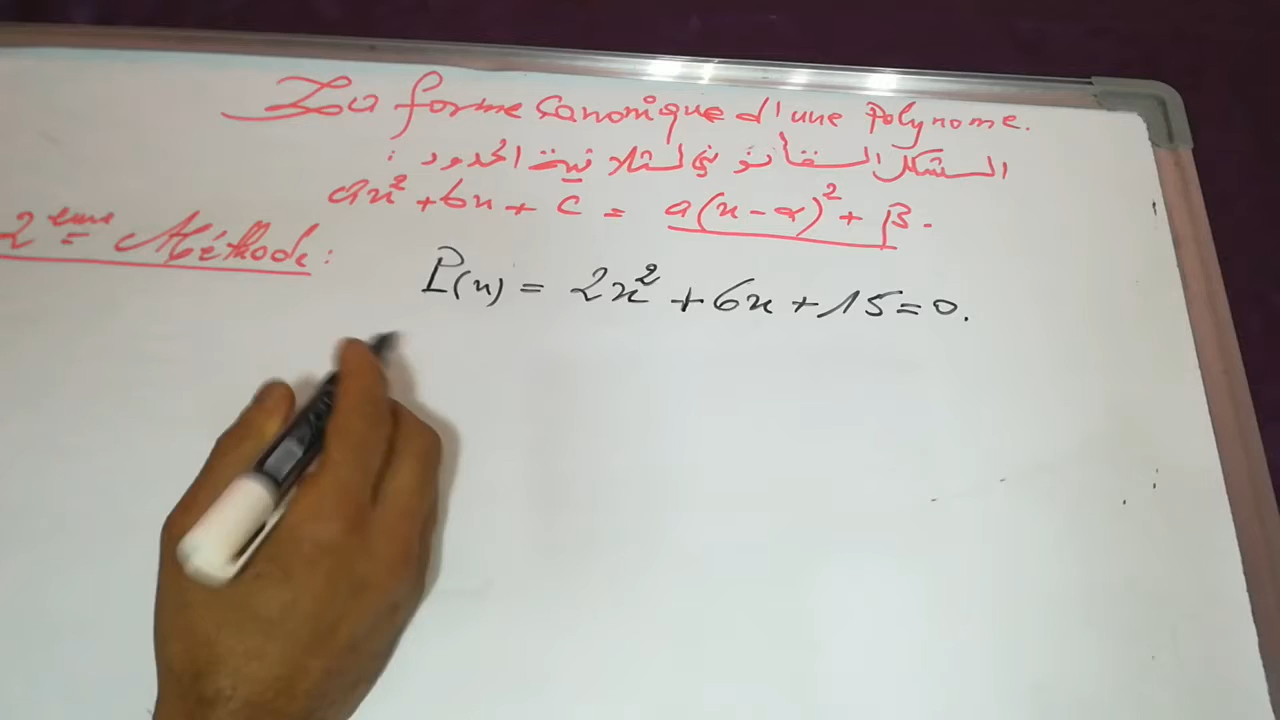 La forme Canonique d'une Polynome.
الشكل القانوني لثلاثية الحدود :
ax² + bx + c = a(x - α)² + β.
2ème Méthode :
P(x) = 2x² + 6x + 15 = 0.